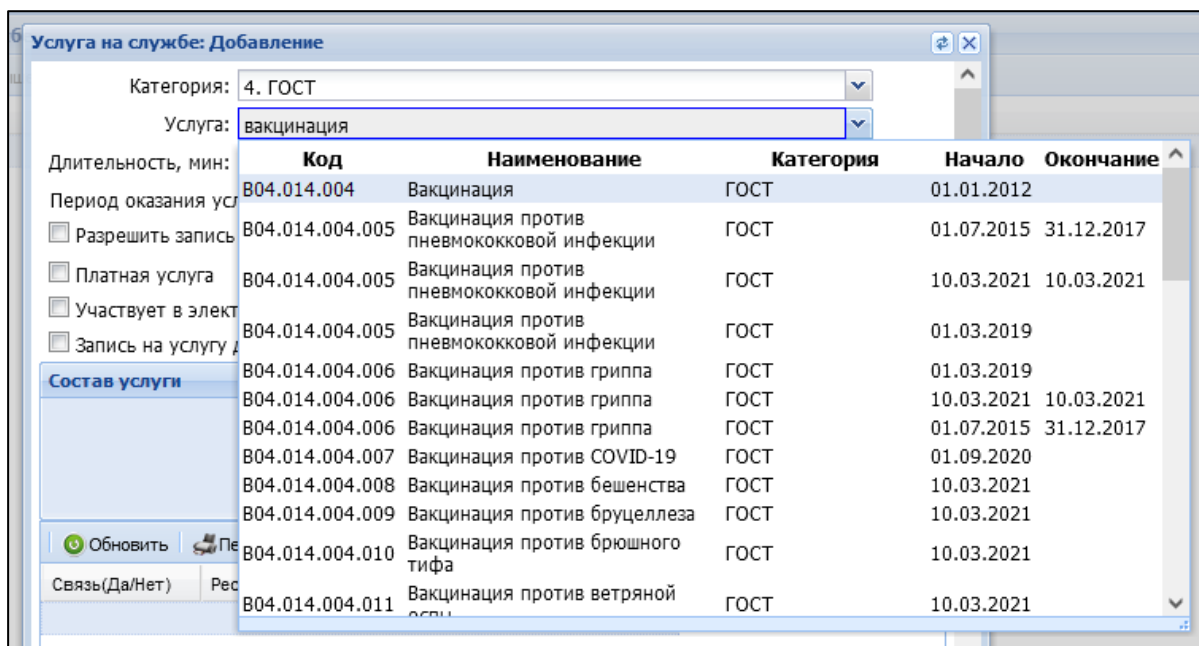 Услуга на службе: Добавление
Категория: 4. ГОСТ
Услуга: вакцинация
Длительность, мин:
Период оказания усл
Разрешить запись
Платная услуга
Участвует в элект
Запись на услугу д
Состав услуги
Обновить Пе
Связь(Да/Нет) Рес
Код Наименование Категория Начало Окончание
B04.014.004 Вакцинация ГОСТ 01.01.2012
B04.014.004.005 Вакцинация против пневмококковой инфекции ГОСТ 01.07.2015 31.12.2017
B04.014.004.005 Вакцинация против пневмококковой инфекции ГОСТ 10.03.2021 10.03.2021
B04.014.004.005 Вакцинация против пневмококковой инфекции ГОСТ 01.03.2019
B04.014.004.006 Вакцинация против гриппа ГОСТ 01.03.2019
B04.014.004.006 Вакцинация против гриппа ГОСТ 10.03.2021 10.03.2021
B04.014.004.006 Вакцинация против гриппа ГОСТ 01.07.2015 31.12.2017
B04.014.004.007 Вакцинация против COVID-19 ГОСТ 01.09.2020
B04.014.004.008 Вакцинация против бешенства ГОСТ 10.03.2021
B04.014.004.009 Вакцинация против бруцеллеза ГОСТ 10.03.2021
B04.014.004.010 Вакцинация против брюшного тифа ГОСТ 10.03.2021
B04.014.004.011 Вакцинация против ветряной оспы ГОСТ 10.03.2021